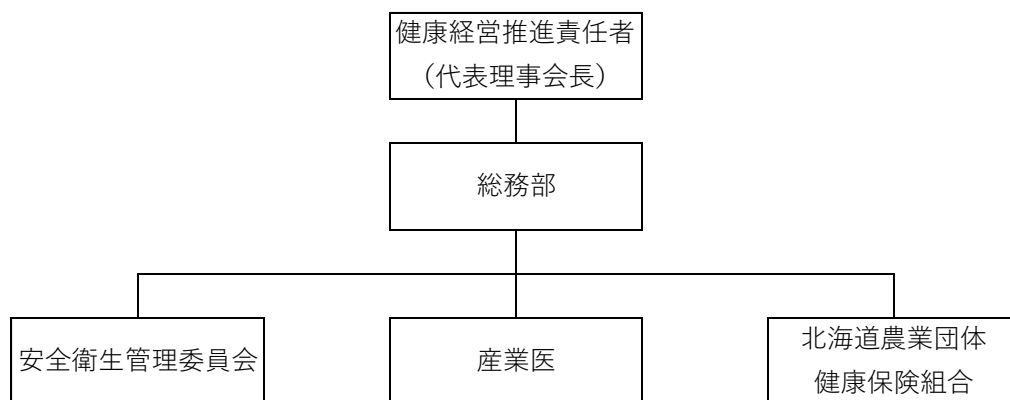 健康経営推進責任者
（代表理事会長）
総務部
安全衛生管理委員会
産業医
北海道農業団体
健康保険組合